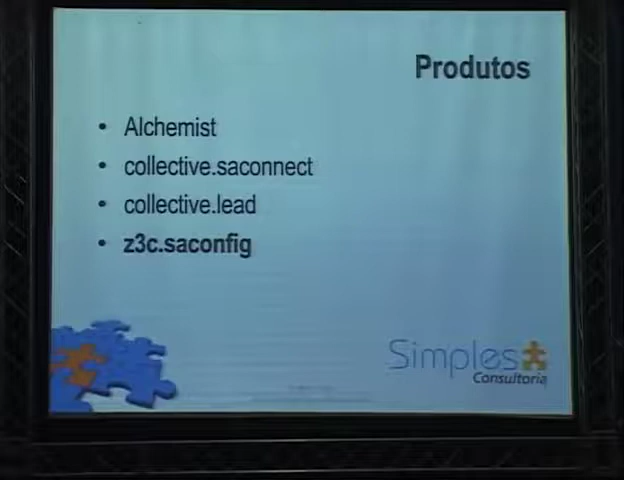 Produtos
• Alchemist
• collective.saconnect
• collective.lead
• z3c.saconfig
Simples
Consultoria